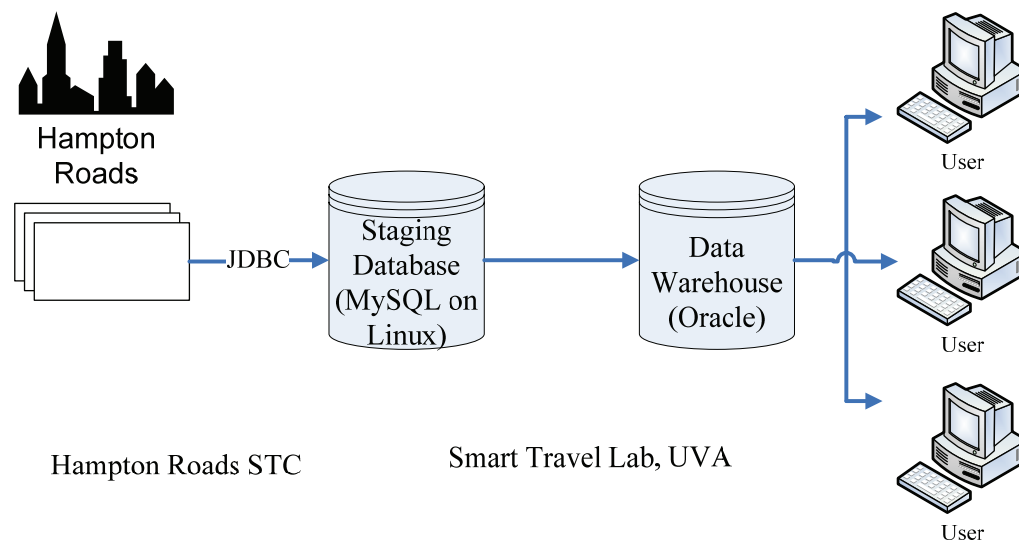 Hampton
Roads
JDBC
Staging
Database
(MySQL on
Linux)
Data
Warehouse
(Oracle)
User
User
User
Hampton Roads STC
Smart Travel Lab, UVA